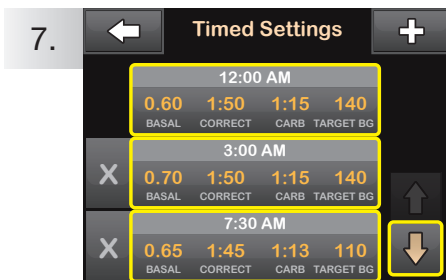 7.
Timed Settings
12:00 AM
0.60 1:50 1:15 140
BASAL CORRECT CARB TARGET BG
3:00 AM
X
0.70 1:50 1:15 140
BASAL CORRECT CARB TARGET BG
7:30 AM
X
0.65 1:45 1:13 110
BASAL CORRECT CARB TARGET BG